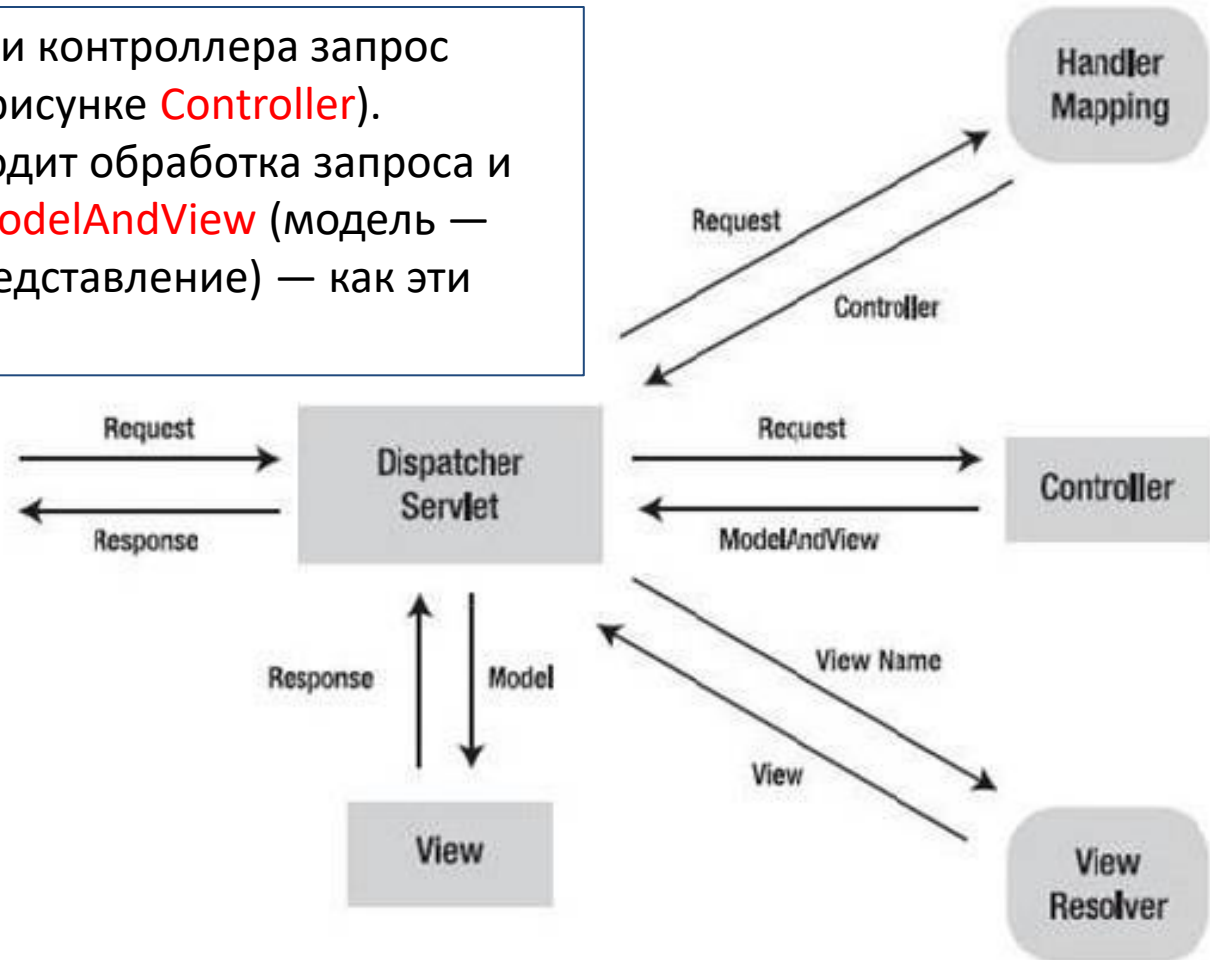 и контроллера запрос
рисунке Controller).
одит обработка запроса и
odelAndView (модель —
едставление) — как эти
Handler
Mapping
Request
Controller
Request
Response
Dispatcher
Servlet
Request
ModelAndView
Controller
Response
Model
View Name
View
View
View
Resolver